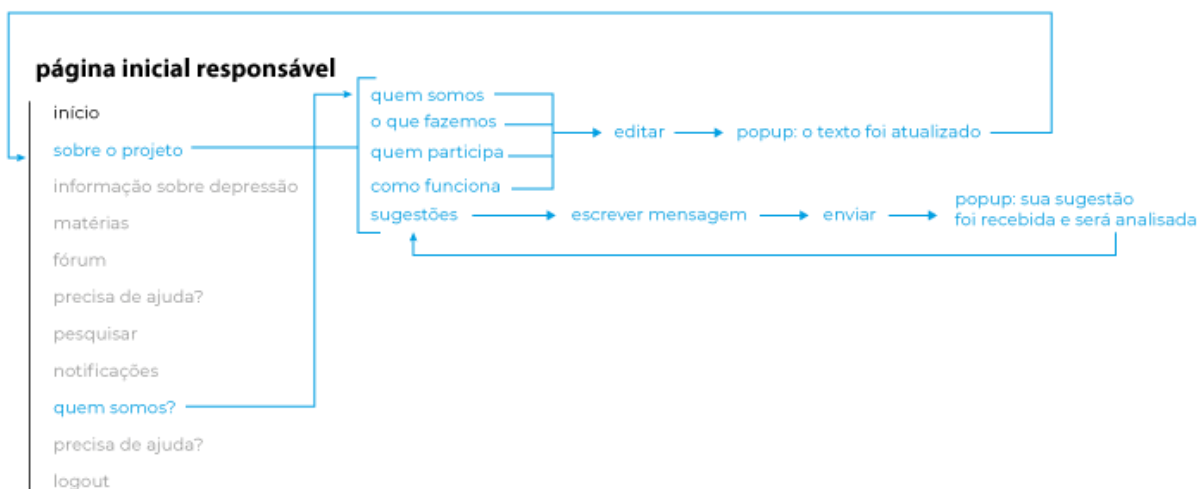 página inicial responsável
início
sobre o projeto
informação sobre depressão
matérias
fórum
precisa de ajuda?
pesquisar
notificações
quem somos?
precisa de ajuda?
logout
quem somos
o que fazemos
quem participa
como funciona
sugestões
editar
popup: o texto foi atualizado
escrever mensagem
enviar
popup: sua sugestão
foi recebida e será analisada